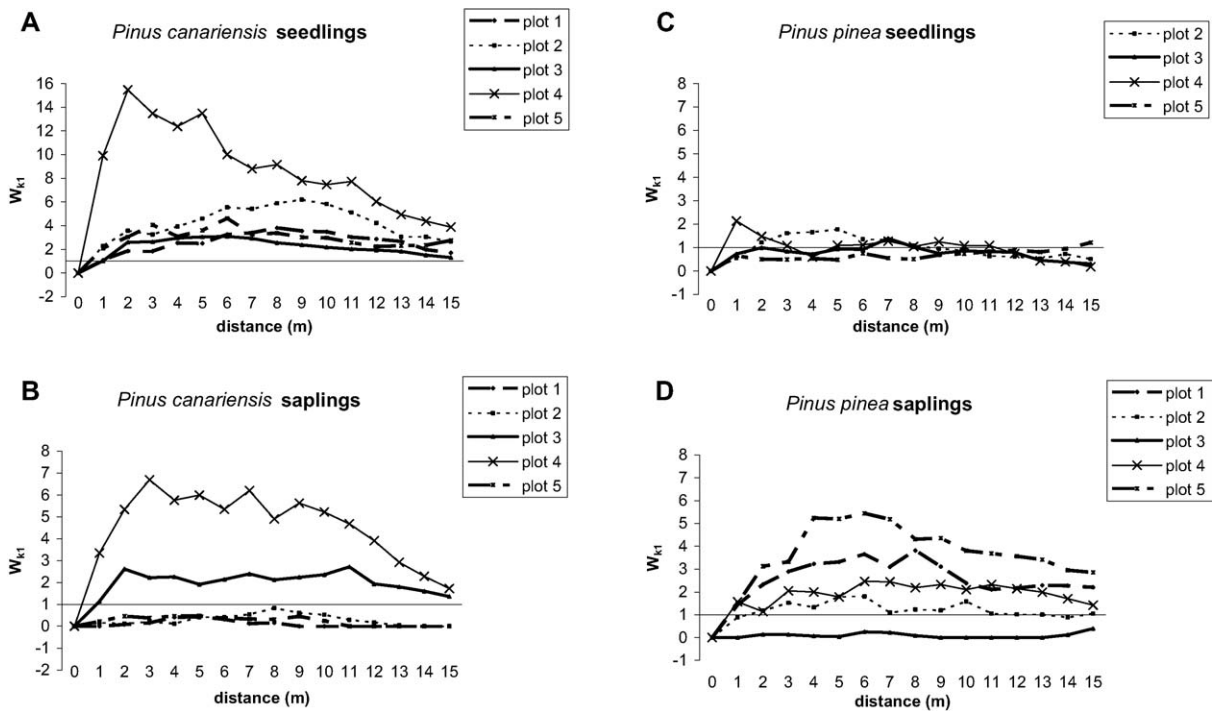 A
Pinus canariensis seedlings
plot 1
plot 2
plot 3
plot 4
plot 5
16
14
12
10
8
6
4
2
0
-2
Wk1
0 1 2 3 4 5 6 7 8 9 10 11 12 13 14 15
distance (m)
B
Pinus canariensis saplings
plot 1
plot 2
plot 3
plot 4
plot 5
8
7
6
5
4
3
2
1
0
-1
-2
Wk1
0 1 2 3 4 5 6 7 8 9 10 11 12 13 14 15
distance (m)
C
Pinus pinea seedlings
plot 2
plot 3
plot 4
plot 5
8
7
6
5
4
3
2
1
0
-1
Wk1
0 1 2 3 4 5 6 7 8 9 10 11 12 13 14 15
distance (m)
D
Pinus pinea saplings
plot 1
plot 2
plot 3
plot 4
plot 5
8
7
6
5
4
3
2
1
0
-1
Wk1
0 1 2 3 4 5 6 7 8 9 10 11 12 13 14 15
distance (m)